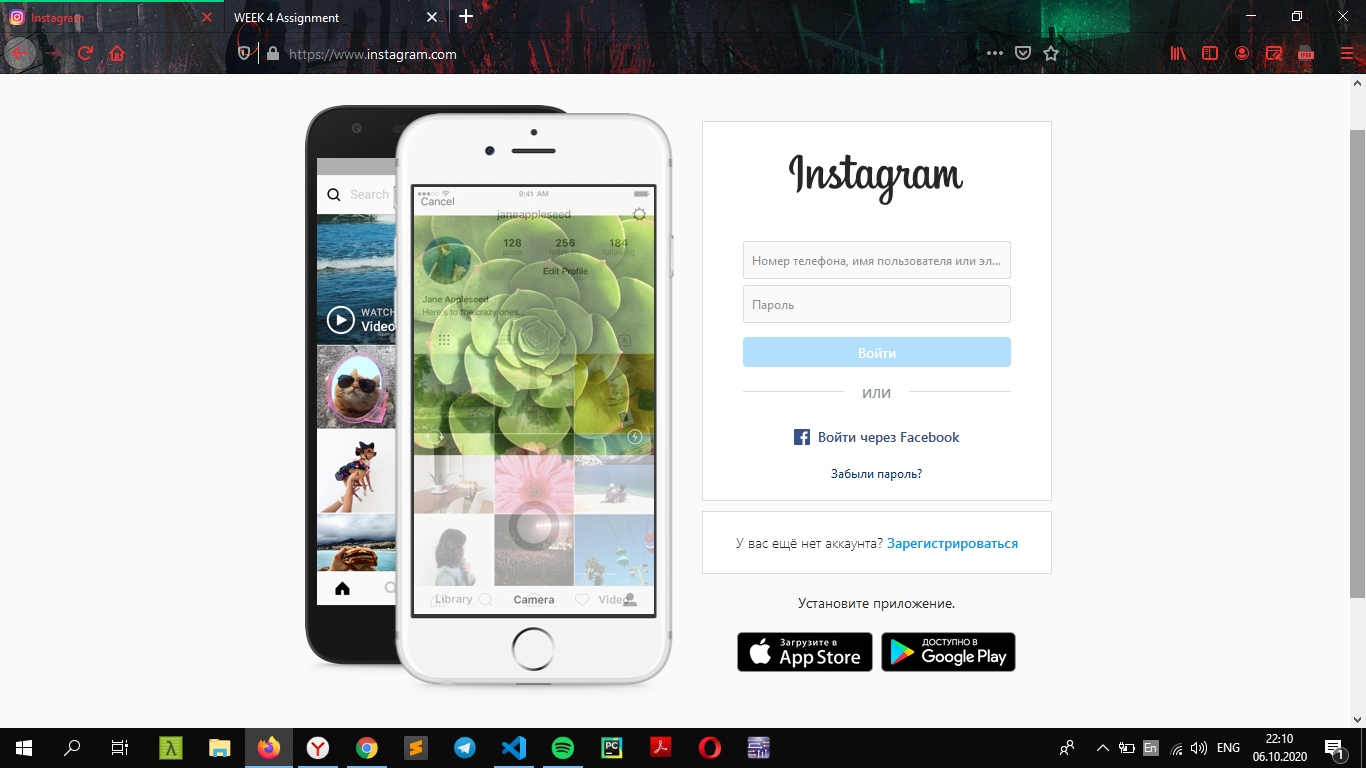 Instagram
WEEK 4 Assignment
https://www.instagram.com
Search
WATCH
Video
9:41 AM
Cancel
janeappleseed
128
256
184
posts
followers
following
Edit Profile
Jane Appleseed
Here's to the crazy ones...
Library
Camera
Video
Instagram
Номер телефона, имя пользователя или эл...
Пароль
Войти
ИЛИ
Войти через Facebook
Забыли пароль?
У вас ещё нет аккаунта? Зарегистрироваться
Установите приложение.
Загрузите в
App Store
ДОСТУПНО В
Google Play
PC
En
ENG
22:10
06.10.2020
1